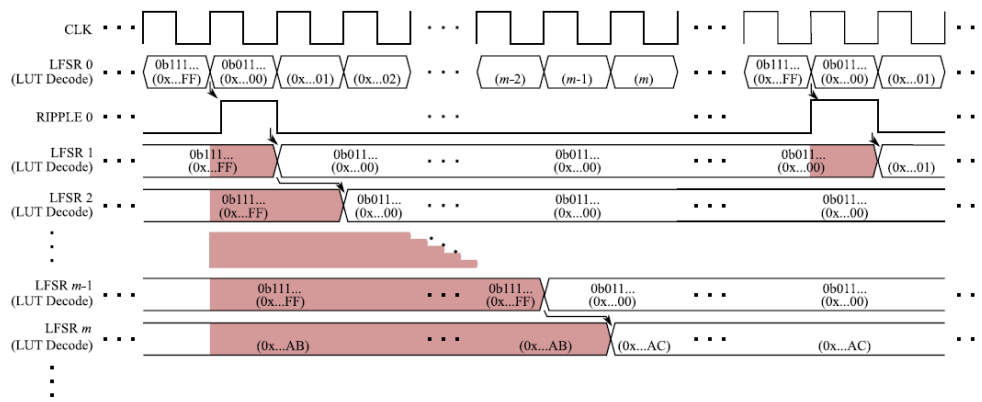 CLK
LFSR 0
(LUT Decode)
0b111...
(0x...FF)
0b011...
(0x...00)
(0x...01)
(0x...02)
(m-2)
(m-1)
(m)
0b111...
(0x...FF)
0b011...
(0x...00)
(0x...01)
RIPPLE 0
LFSR 1
(LUT Decode)
0b111...
(0x...FF)
0b011...
(0x...00)
0b011...
(0x...00)
0b011...
(0x...00)
(0x...01)
LFSR 2
(LUT Decode)
0b111...
(0x...FF)
0b011...
(0x...00)
0b011...
(0x...00)
0b011...
(0x...00)
LFSR m-1
(LUT Decode)
0b111...
(0x...FF)
0b111...
(0x...FF)
0b011...
(0x...00)
0b011...
(0x...00)
LFSR m
(LUT Decode)
(0x...AB)
(0x...AB)
(0x...AC)
(0x...AC)